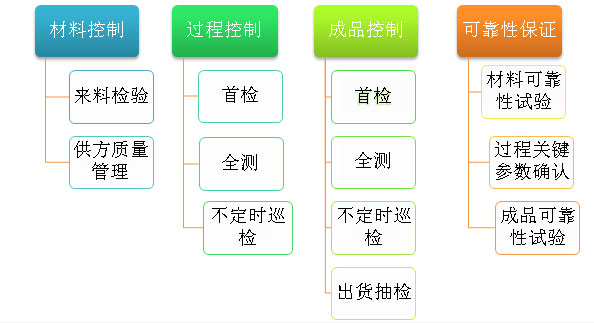 材料控制
来料检验
供方质量
管理
过程控制
首检
全测
不定时巡
检
成品控制
首检
全测
不定时巡
检
出货抽检
可靠性保证
材料可靠
性试验
过程关键
参数确认
成品可靠
性试验